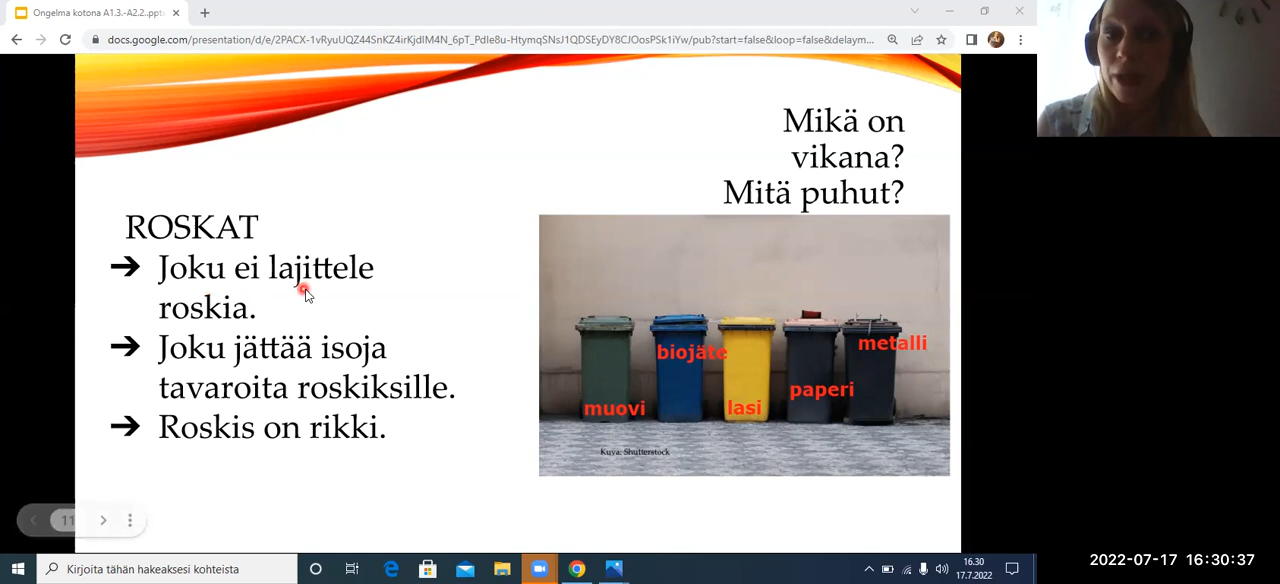 Ongelma kotona A1.3.-A2.2..ppt
docs.google.com/presentation/d/e/2PACX-1vRyuUQZ44SnKZ4irKjdIM4N_6pT_Pdle8u-HtymqSNsJ1QDSEyDY8CJOosPSk1iYw/pub?start=false&loop=false&delaym...
Mikä on
vikana?
Mitä puhut?
ROSKAT
➔ Joku ei lajittele
roskia.
➔ Joku jättää isoja
tavaroita roskiksille.
➔ Roskis on rikki.
metalli
biojäte
paperi
muovi
lasi
Kuva: Shutterstock
11
Kirjoita tähän hakeaksesi kohteista
16.30
17.7.2022
2022-07-17 16:30:37